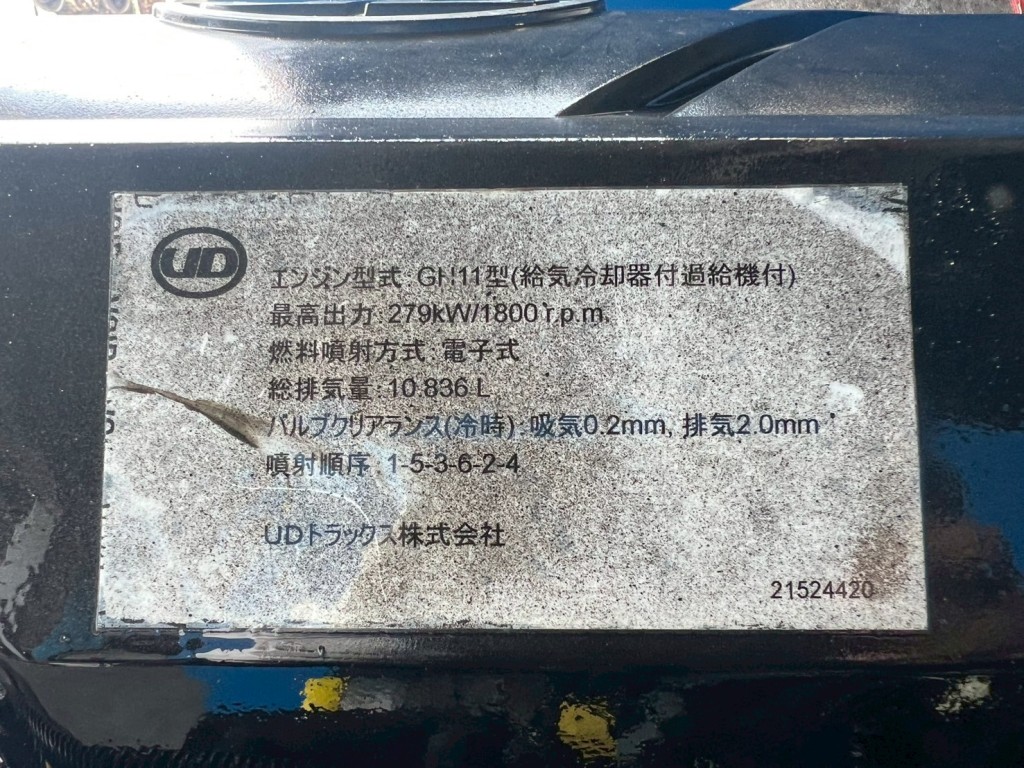 UD
エンジン型式: GH11型(給気冷却器付過給機付)
最高出力: 279kW/1800 r.p.m.
燃料噴射方式: 電子式
総排気量: 10.836 L
バルブクリアランス(冷時): 吸気0.2mm, 排気2.0mm
噴射順序: 1-5-3-6-2-4
UDトラックス株式会社
21524420